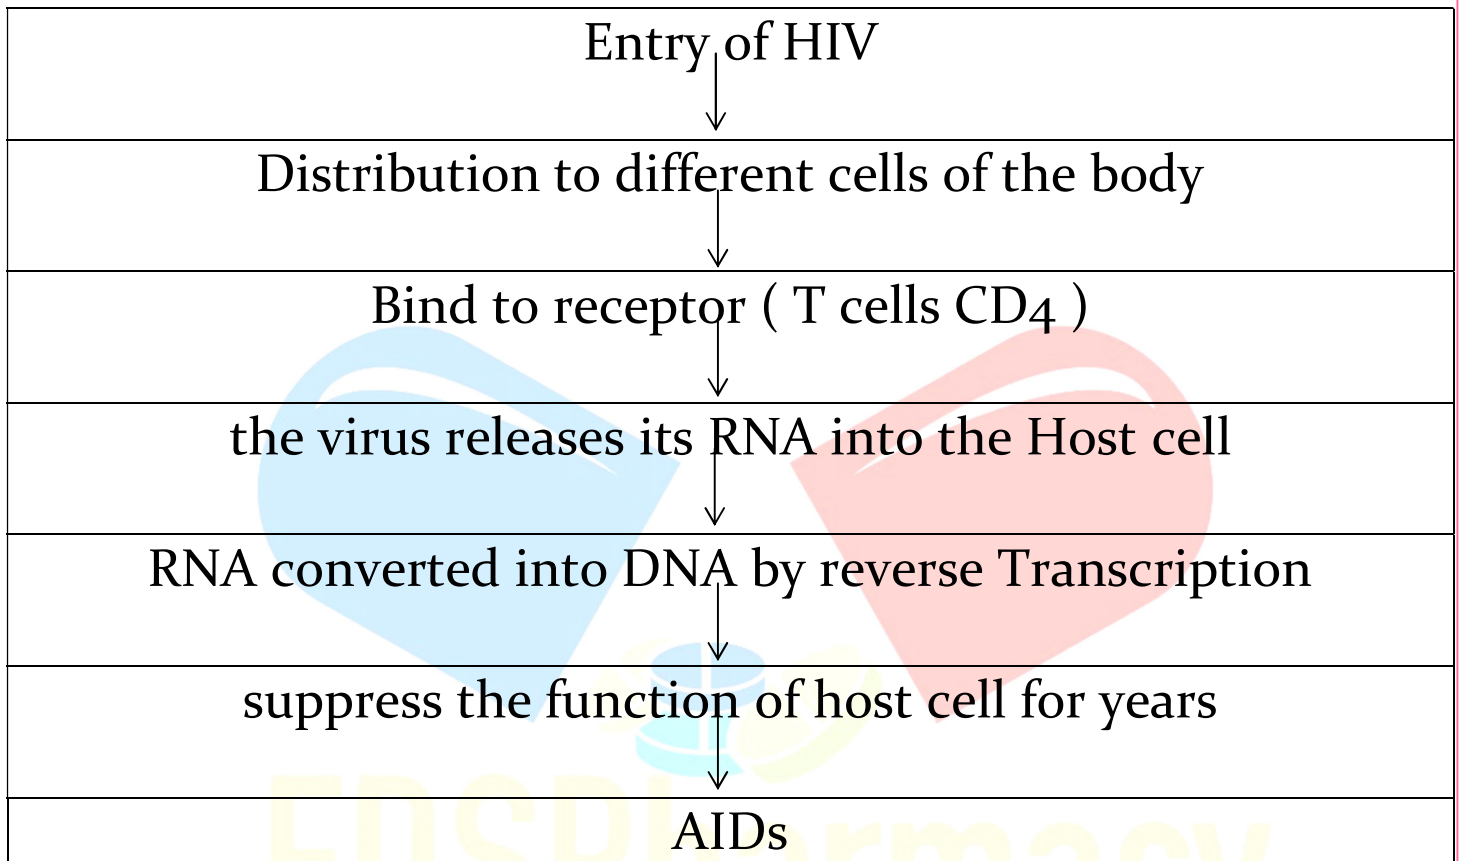 Entry of HIV
Distribution to different cells of the body
Bind to receptor ( T cells CD4 )
the virus releases its RNA into the Host cell
RNA converted into DNA by reverse Transcription
suppress the function of host cell for years
AIDs